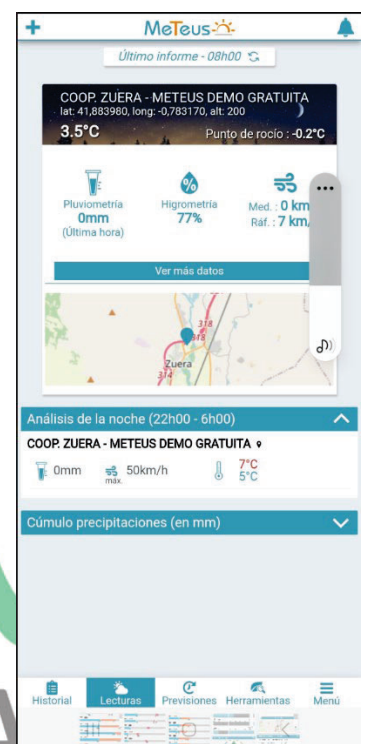 MeTeus
Último informe - 08h00
COOP. ZUERA - METEUS DEMO GRATUITA
lat: 41,883980, long: -0,783170, alt: 200
3.5°C
Punto de rocío : -0.2°C
Pluviometría
0mm
(Última hora)
Higrometría
77%
Med. : 0 km
Ráf. : 7 km/
Ver más datos
318
318
Zuera
314
Análisis de la noche (22h00 - 6h00)
COOP. ZUERA - METEUS DEMO GRATUITA
0mm
máx.
50km/h
7°C
5°C
Cúmulo precipitaciones (en mm)
Historial
Lecturas
Previsiones
Herramientas
Menú